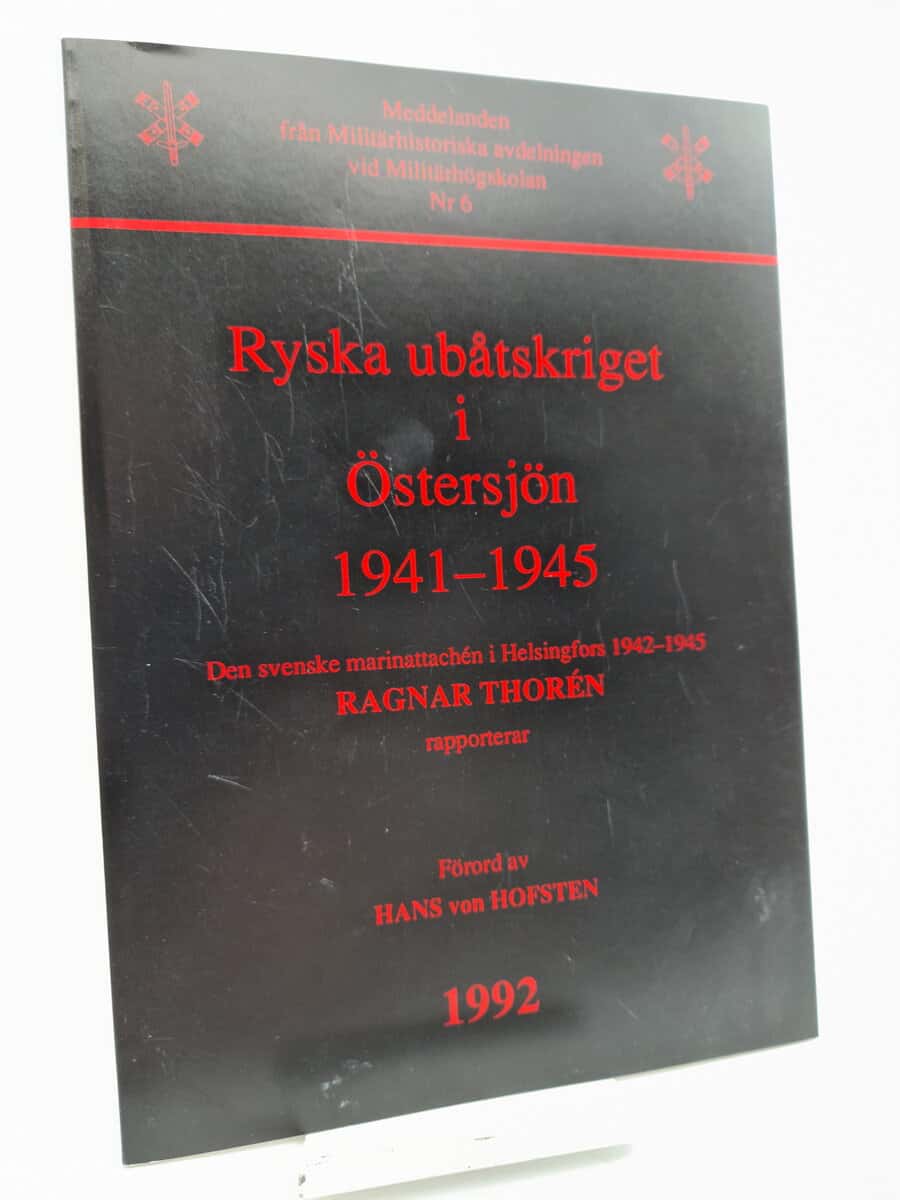 Meddelanden
från Militärhistoriska avdelningen
vid Militärhögskolan
Nr 6
Ryska ubåtskriget
i
Östersjön
1941–1945
Den svenske marinattachén i Helsingfors 1942–1945
RAGNAR THORÉN
rapporterar
Förord av
HANS von HOFSTEN
1992